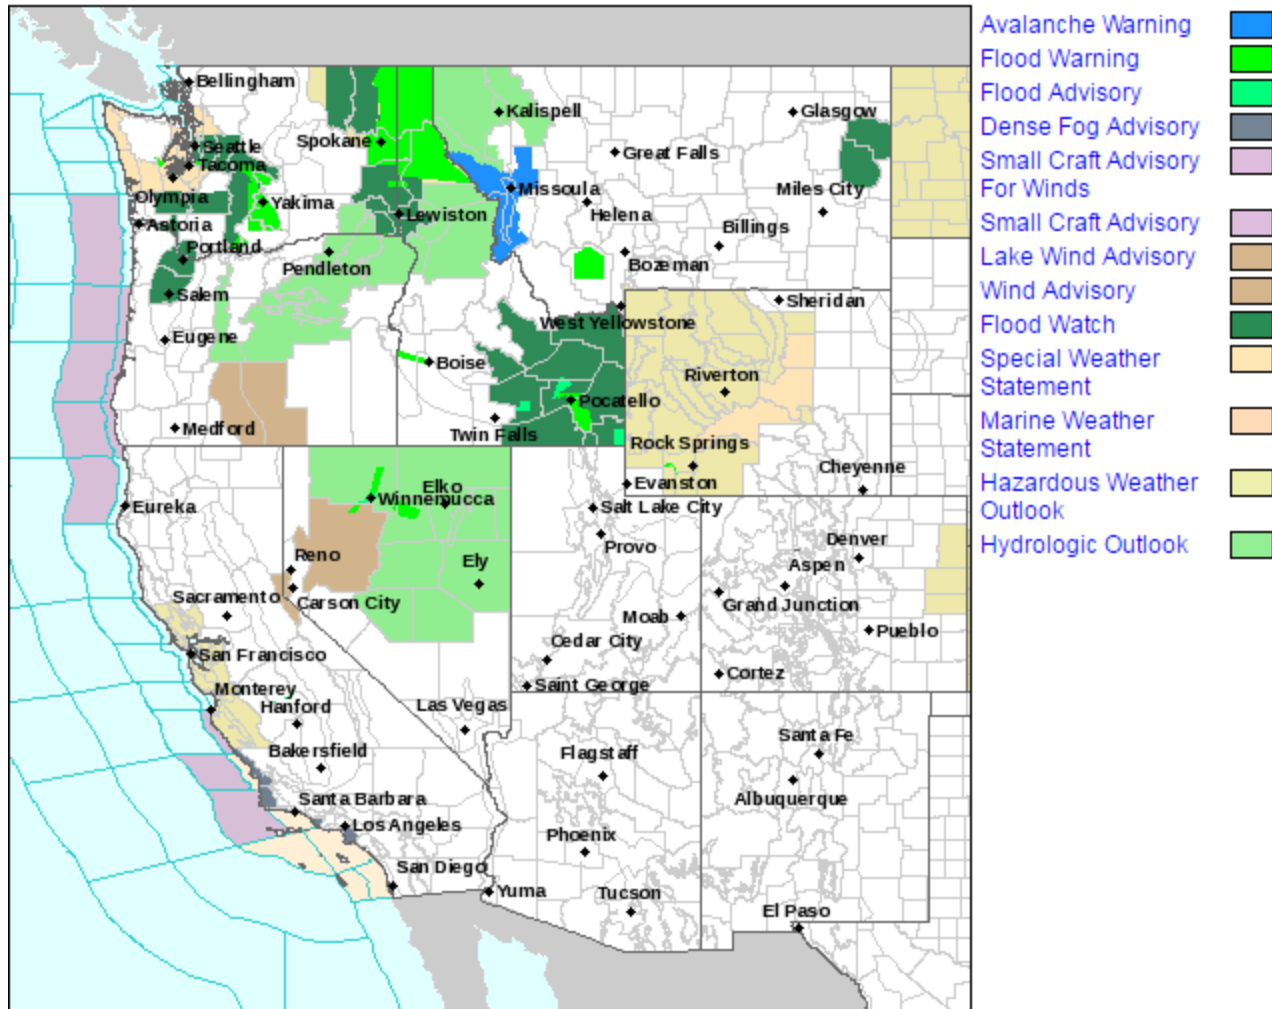 Avalanche Warning
Flood Warning
Flood Advisory
Dense Fog Advisory
Small Craft Advisory
For Winds
Small Craft Advisory
Lake Wind Advisory
Wind Advisory
Flood Watch
Special Weather
Statement
Marine Weather
Statement
Hazardous Weather
Outlook
Hydrologic Outlook
Bellingham
Kalispell
Glasgow
Spokane
Seattle
Great Falls
Tacoma
Missoula
Miles City
Olympia
Yakima
Lewiston
Helena
Astoria
Billings
Portland
Pendleton
Bozeman
Salem
Sheridan
West Yellowstone
Eugene
Boise
Riverton
Pocatello
Medford
Twin Falls
Rock Springs
Cheyenne
Evanston
Elko
Winnemucca
Eureka
Salt Lake City
Provo
Denver
Reno
Ely
Aspen
Sacramento
Carson City
Grand Junction
Moab
Pueblo
Cedar City
San Francisco
Cortez
Saint George
Monterey
Hanford
Las Vegas
Santa Fe
Bakersfield
Flagstaff
Albuquerque
Santa Barbara
Los Angeles
Phoenix
San Diego
Yuma
Tucson
El Paso